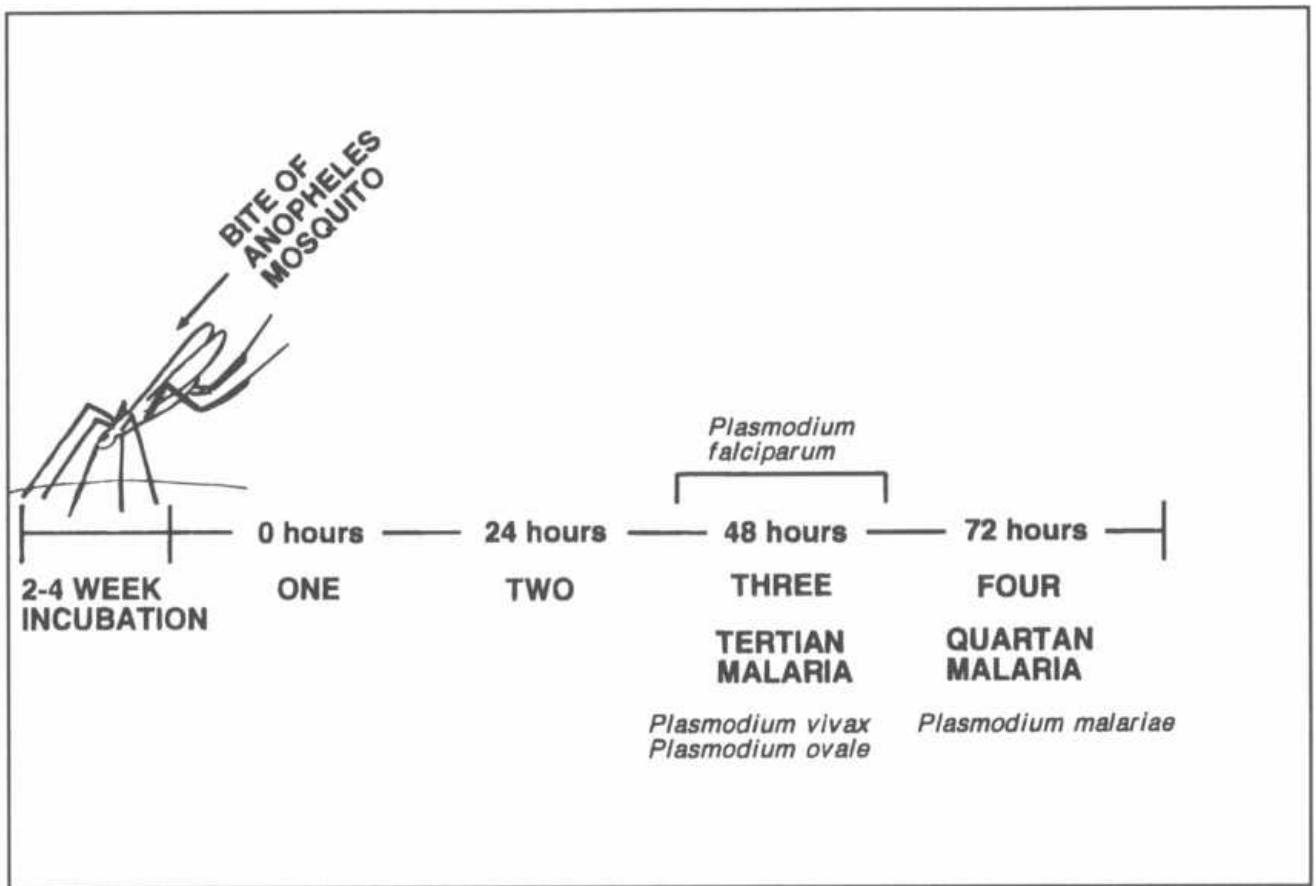 BITE OF
ANOPHELES
MOSQUITO
Plasmodium
falciparum
0 hours 24 hours 48 hours 72 hours
2-4 WEEK
INCUBATION
ONE TWO THREE FOUR
TERTIAN
MALARIA
QUARTAN
MALARIA
Plasmodium vivax
Plasmodium ovale
Plasmodium malariae